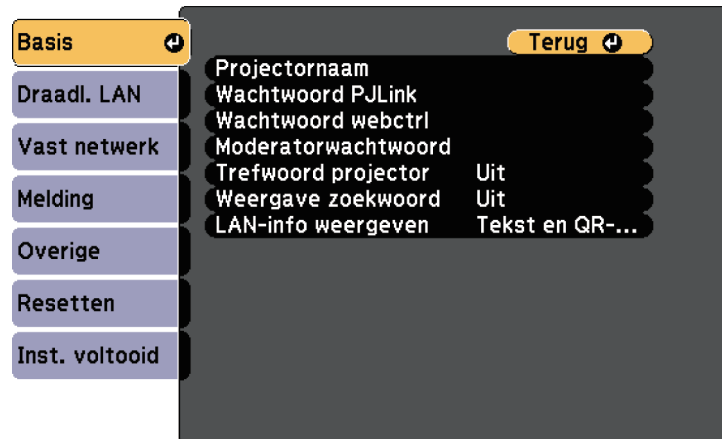 Basis
Draadl. LAN
Vast netwerk
Melding
Overige
Resetten
Inst. voltooid
Terug
Projectornaam
Wachtwoord PJLink
Wachtwoord webctrl
Moderatorwachtwoord
Trefwoord projector Uit
Weergave zoekwoord Uit
LAN-info weergeven Tekst en QR-...